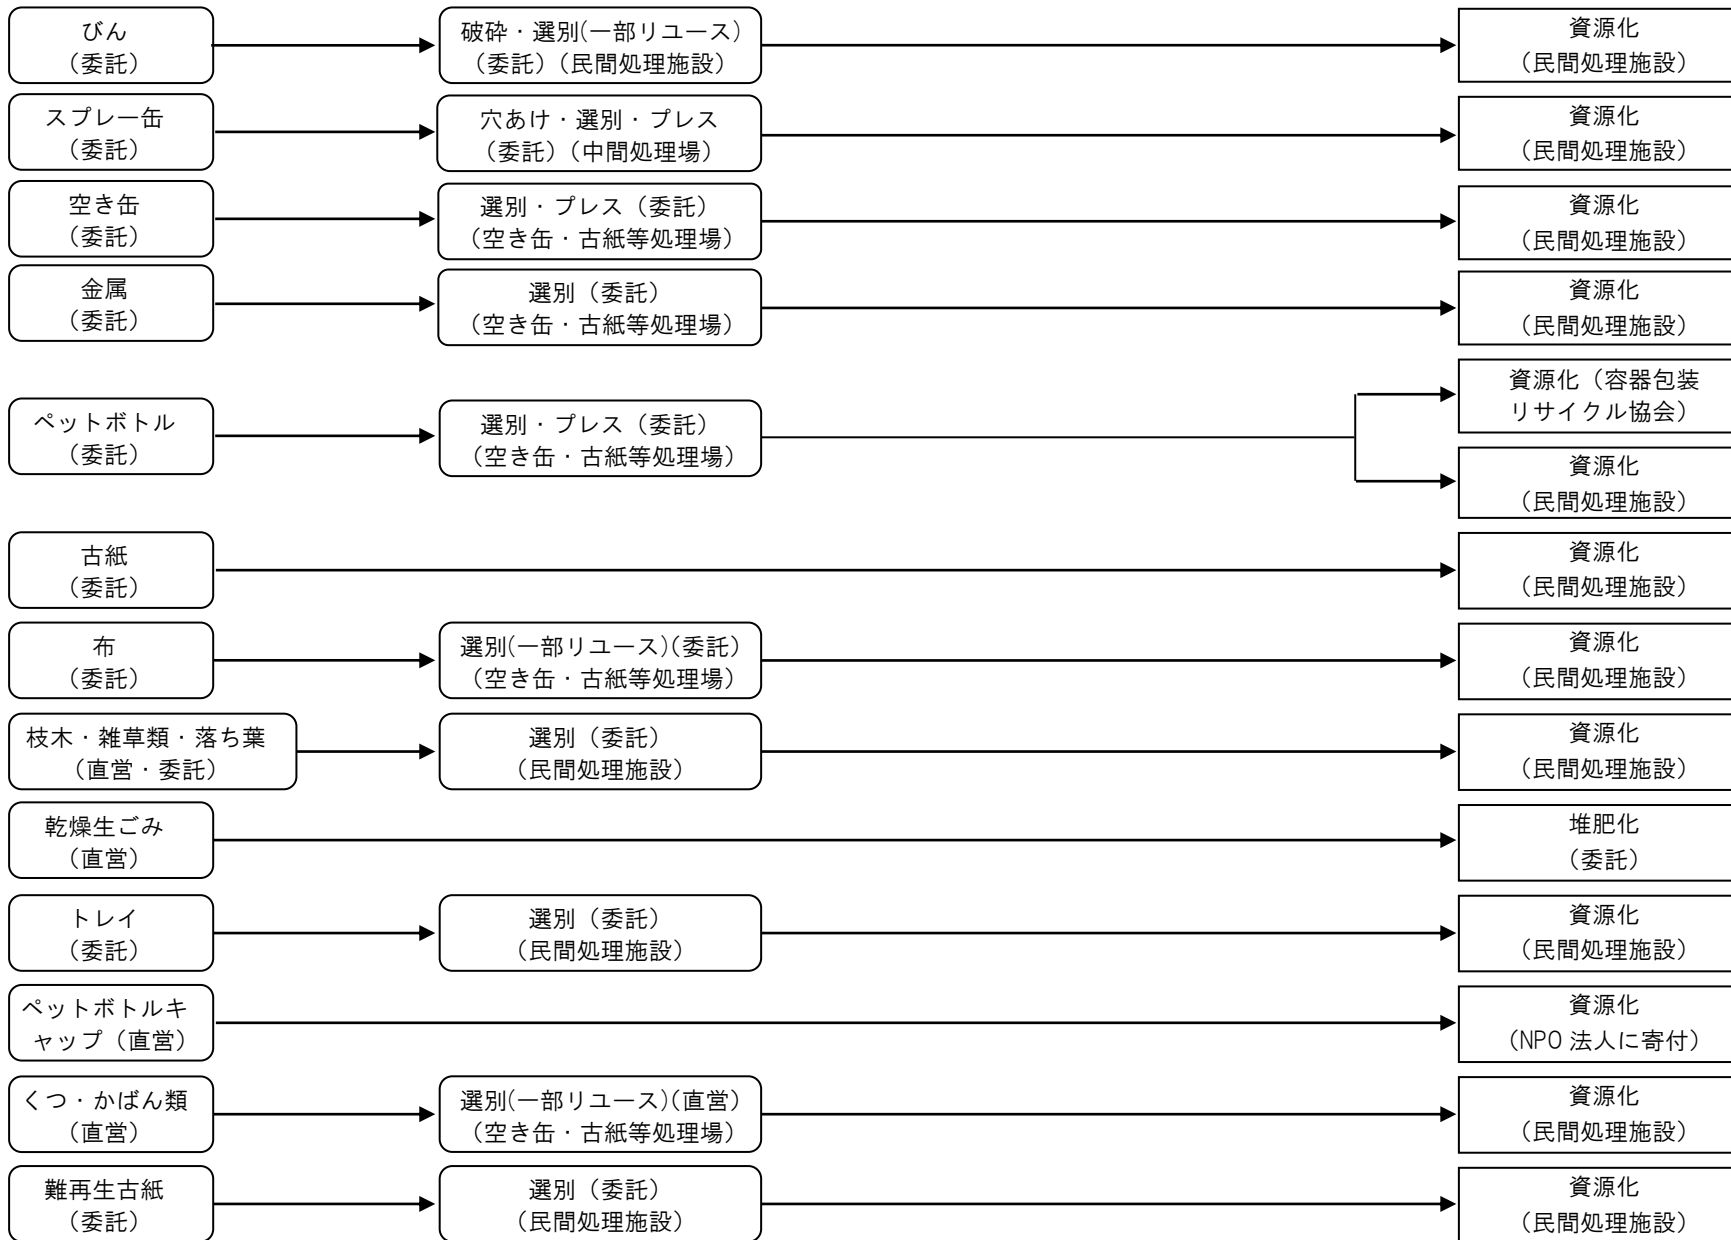 びん
（委託）
破砕・選別(一部リユース)
（委託）（民間処理施設）
資源化
（民間処理施設）
スプレー缶
（委託）
穴あけ・選別・プレス
（委託）（中間処理場）
資源化
（民間処理施設）
空き缶
（委託）
選別・プレス（委託）
（空き缶・古紙等処理場）
資源化
（民間処理施設）
金属
（委託）
選別（委託）
（空き缶・古紙等処理場）
資源化
（民間処理施設）
ペットボトル
（委託）
選別・プレス（委託）
（空き缶・古紙等処理場）
資源化（容器包装
リサイクル協会）
資源化
（民間処理施設）
古紙
（委託）
資源化
（民間処理施設）
布
（委託）
選別(一部リユース)（委託）
（空き缶・古紙等処理場）
資源化
（民間処理施設）
枝木・雑草類・落ち葉
（直営・委託）
選別（委託）
（民間処理施設）
資源化
（民間処理施設）
乾燥生ごみ
（直営）
堆肥化
（委託）
トレイ
（委託）
選別（委託）
（民間処理施設）
資源化
（民間処理施設）
ペットボトルキ
ャップ（直営）
資源化
（NPO 法人に寄付）
くつ・かばん類
（直営）
選別(一部リユース)（直営）
（空き缶・古紙等処理場）
資源化
（民間処理施設）
難再生古紙
（委託）
選別（委託）
（民間処理施設）
資源化
（民間処理施設）